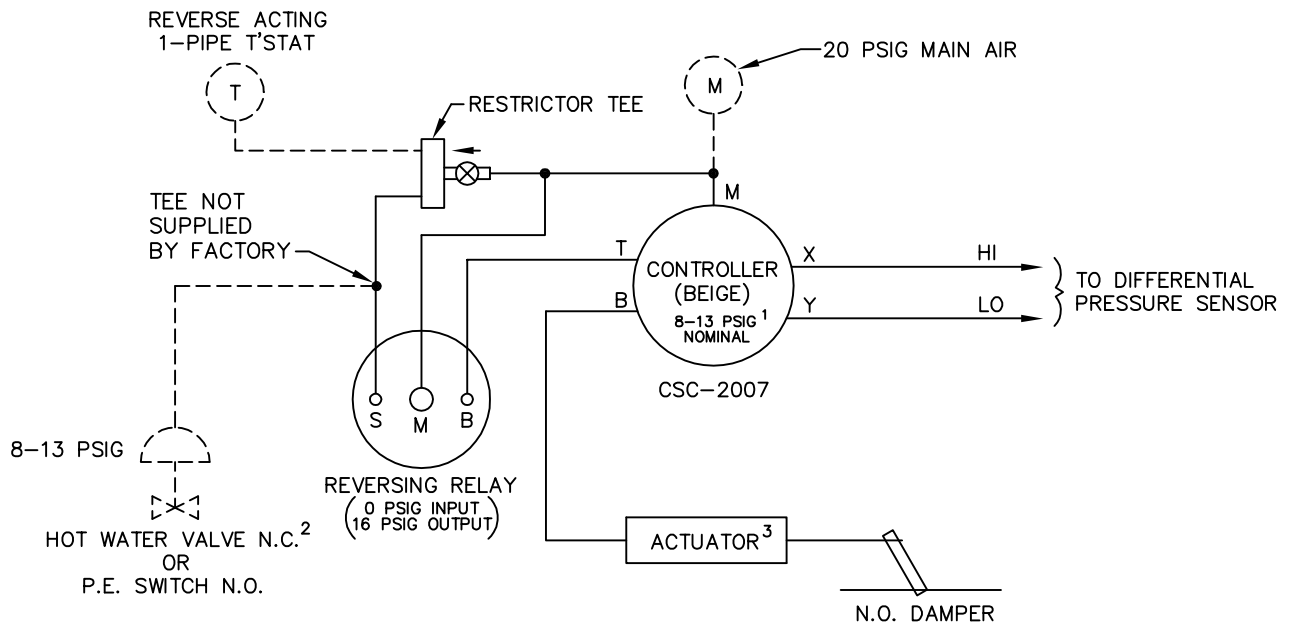 REVERSE ACTING
1-PIPE T'STAT
T
20 PSIG MAIN AIR
M
RESTRICTOR TEE
TEE NOT
SUPPLIED
BY FACTORY
M
T
B
X
Y
CONTROLLER
(BEIGE)
8-13 PSIG 1
NOMINAL
CSC-2007
HI
LO
TO DIFFERENTIAL
PRESSURE SENSOR
S
M
B
REVERSING RELAY
(0 PSIG INPUT
16 PSIG OUTPUT)
8-13 PSIG
HOT WATER VALVE N.C.2
OR
P.E. SWITCH N.O.
ACTUATOR3
N.O. DAMPER